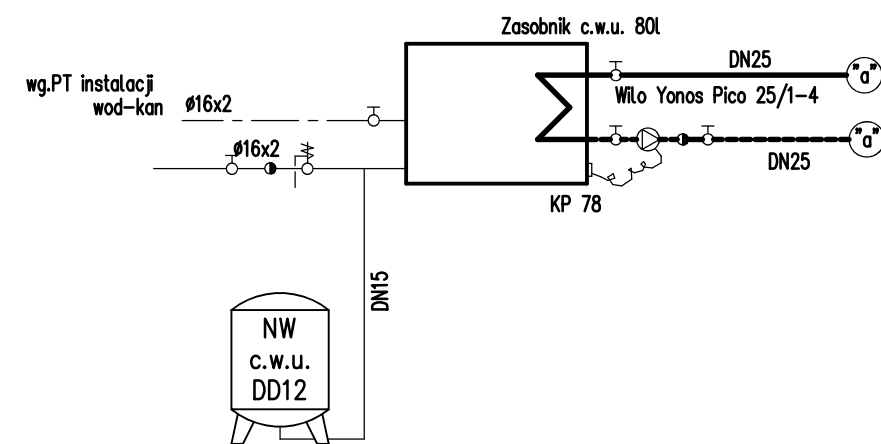 Zasobnik c.w.u. 80l
wg.PT instalacji
wod-kan
ø16x2
DN25
"a"
Wilo Yonos Pico 25/1-4
ø16x2
"a"
DN25
KP 78
DN15
NW
c.w.u.
DD12